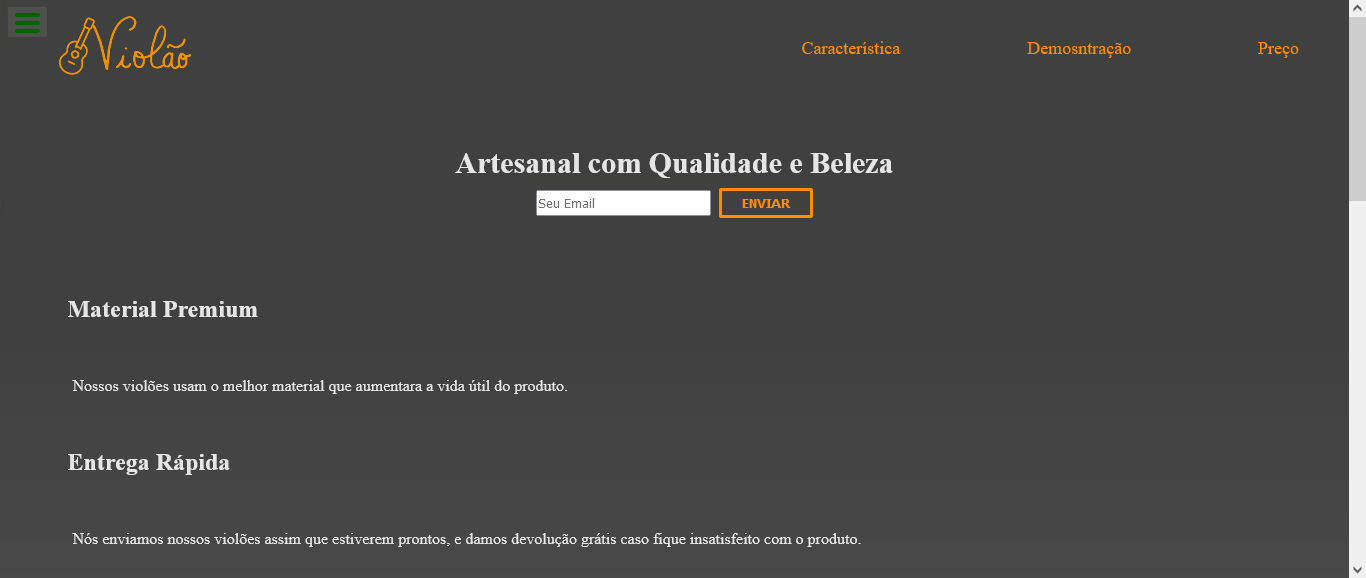 Violão
Característica
Demosntração
Preço
Artesanal com Qualidade e Beleza
Seu Email
ENVIAR
Material Premium
Nossos violões usam o melhor material que aumentara a vida útil do produto.
Entrega Rápida
Nós enviamos nossos violões assim que estiverem prontos, e damos devolução grátis caso fique insatisfeito com o produto.